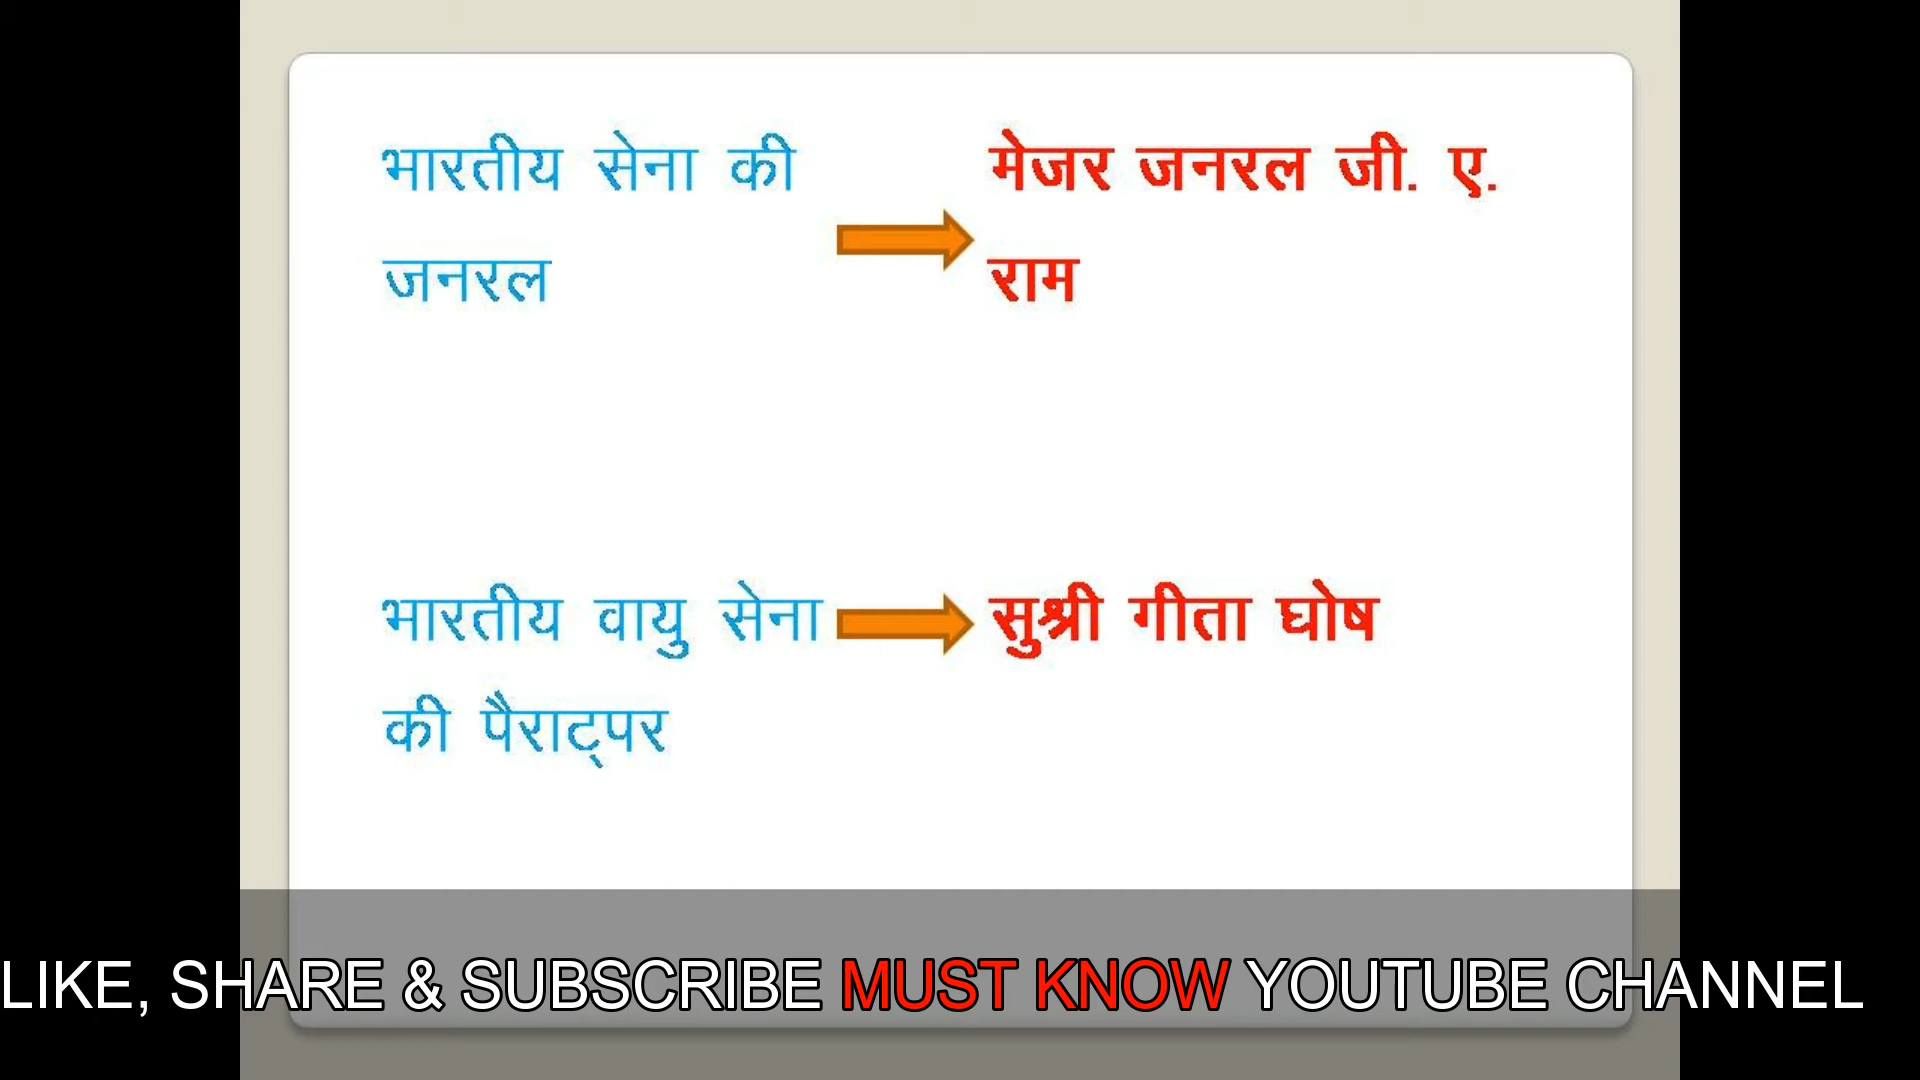 भारतीय सेना की
जनरल
मेजर जनरल जी. ए.
राम
भारतीय वायु सेना
की पैराट्पर
सुश्री गीता घोष
LIKE, SHARE & SUBSCRIBE MUST KNOW YOUTUBE CHANNEL